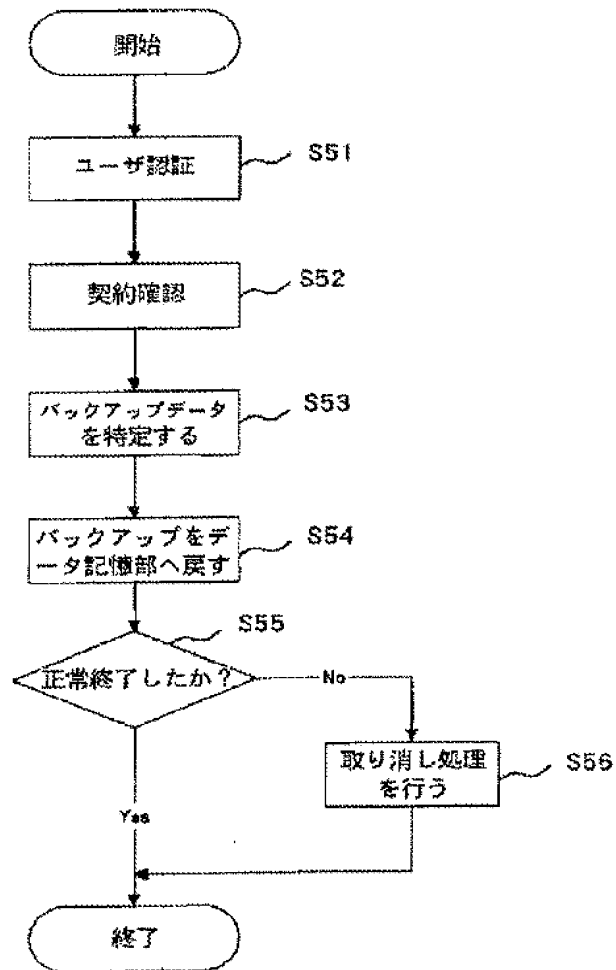 開始
ユーザ認証
S51
契約確認
S52
バックアップデータ
を特定する
S53
バックアップをデ
ータ記憶部へ戻す
S54
S55
正常終了したか？
No
取り消し処理
を行う
S56
Yes
終了